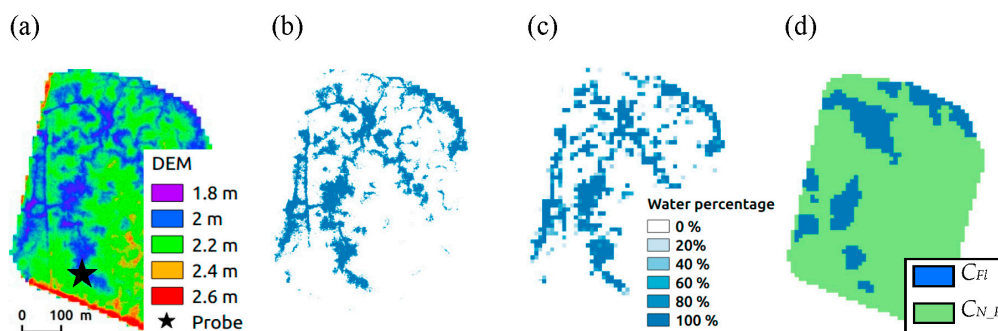 (a)
(b)
(c)
(d)
DEM
1.8 m
2 m
2.2 m
2.4 m
2.6 m
Probe
0 100 m
Water percentage
0 %
20%
40 %
60 %
80 %
100 %
C_Fl